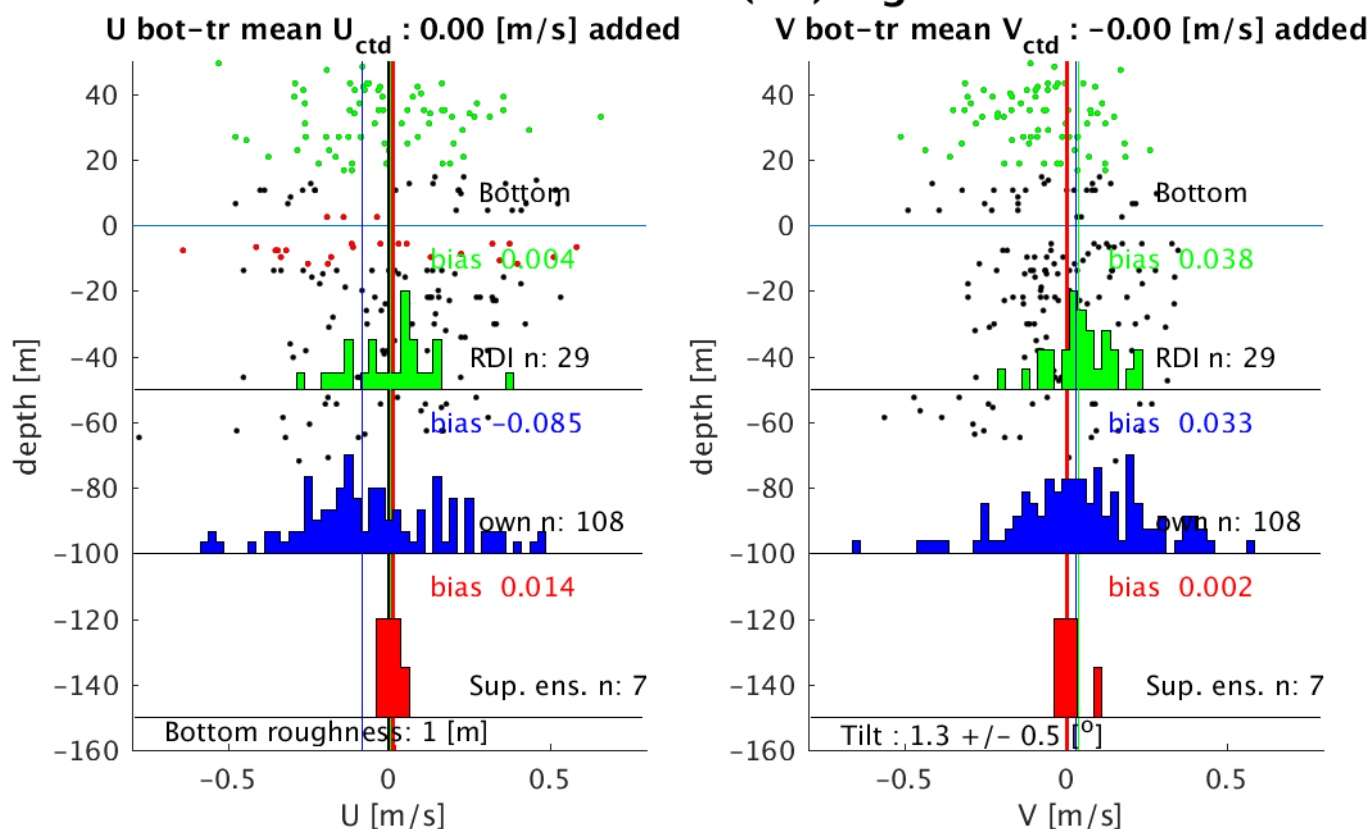 U bot-tr mean U_ctd : 0.00 [m/s] added
40
20
0
-20
-40
-60
-80
-100
-120
-140
-160
depth [m]
Bottom
bias 0.004
RDI n: 29
bias -0.085
own n: 108
bias 0.014
Sup. ens. n: 7
Bottom roughness: 1 [m]
-0.5
0
0.5
U [m/s]
V bot-tr mean V_ctd : -0.00 [m/s] added
40
20
0
-20
-40
-60
-80
-100
-120
-140
-160
depth [m]
Bottom
bias 0.038
RDI n: 29
bias 0.033
own n: 108
bias 0.002
Sup. ens. n: 7
Tilt : 1.3 +/- 0.5 [º]
-0.5
0
0.5
V [m/s]